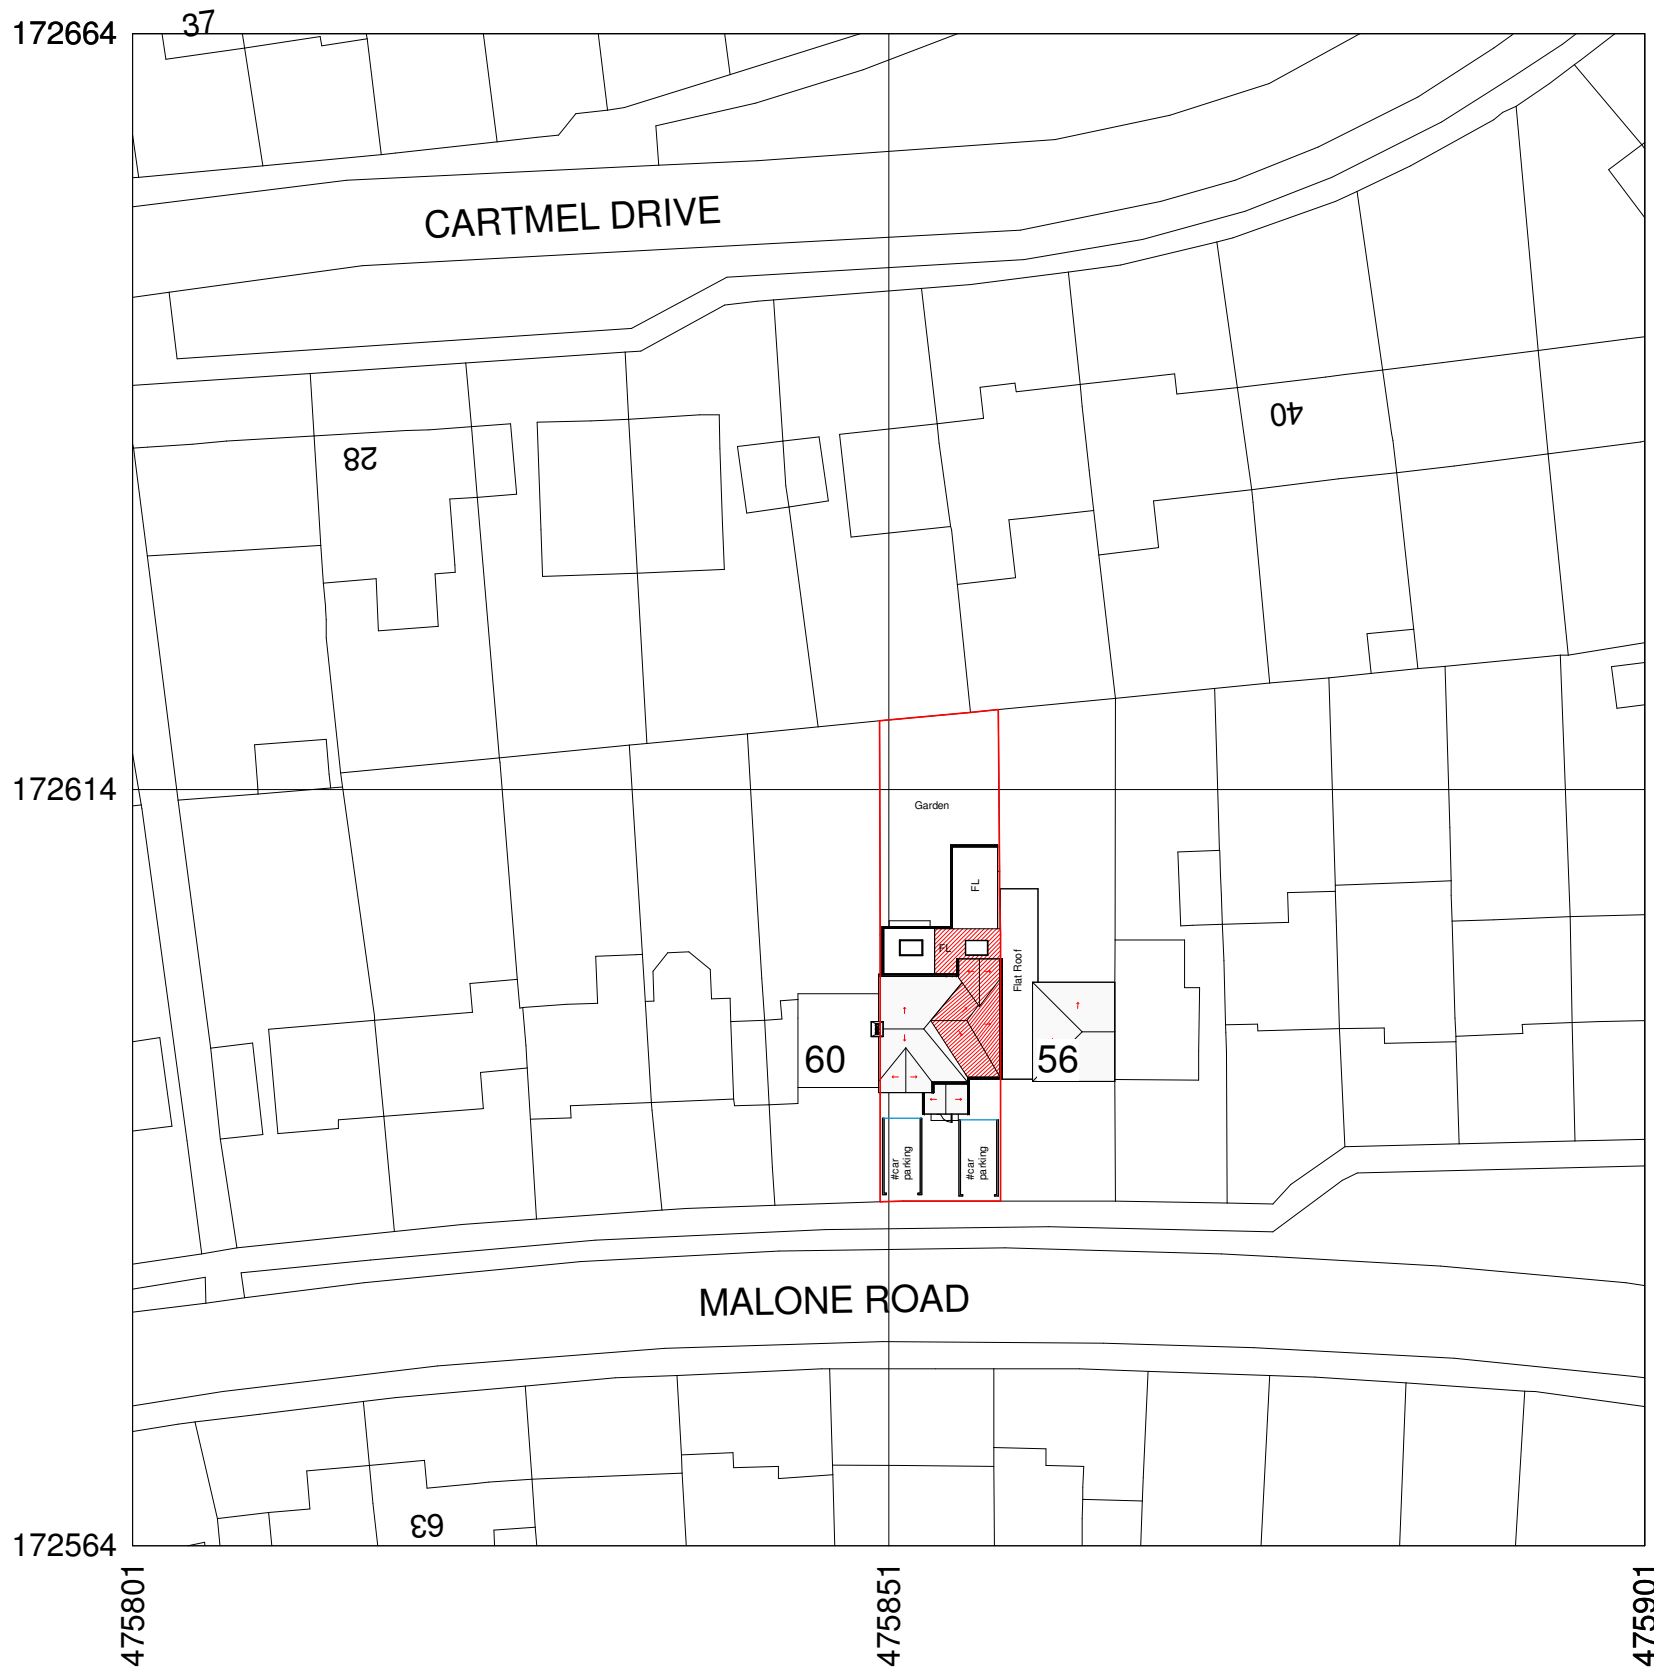 37
172664
CARTMEL DRIVE
40
28
172614
Garden
FL
FL
Flat Roof
60
56
#car
parking
#car
parking
MALONE ROAD
63
172564
475801
475851
475901